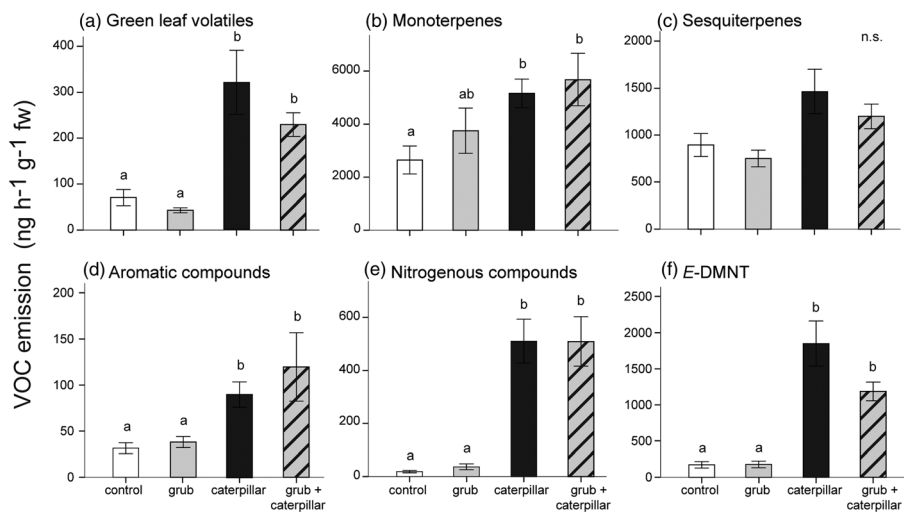 VOC emission (ng h-1 g-1 fw)
(a) Green leaf volatiles
400
300
200
100
0
a
a
b
b
(b) Monoterpenes
6000
4000
2000
0
a
ab
b
b
(c) Sesquiterpenes
2000
1500
1000
500
0
n.s.
(d) Aromatic compounds
200
150
100
50
0
a
a
b
b
control
grub
caterpillar
grub +
caterpillar
(e) Nitrogenous compounds
600
400
200
0
a
a
b
b
control
grub
caterpillar
grub +
caterpillar
(f) E-DMNT
2500
2000
1500
1000
500
0
a
a
b
b
control
grub
caterpillar
grub +
caterpillar